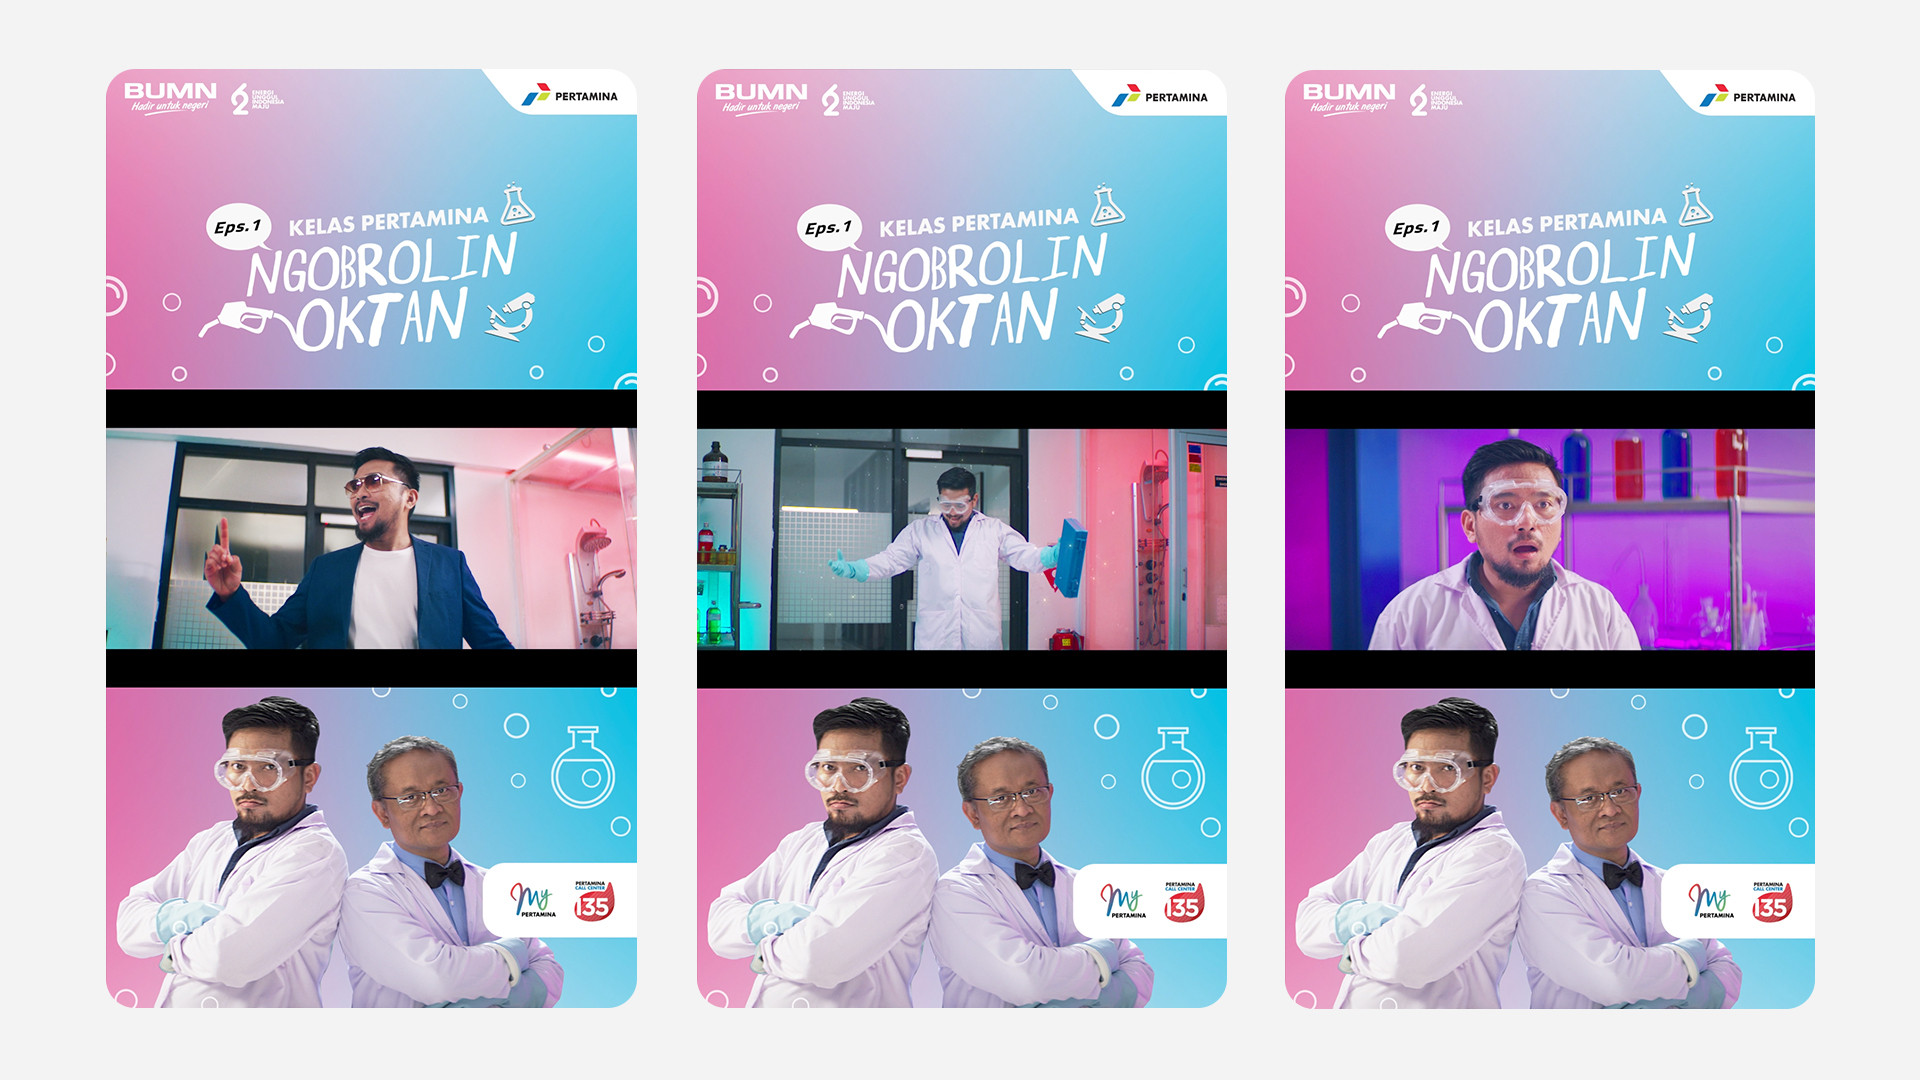 BUMN
Hadir untuk negeri
62
ENERGI
UNGGUL
INDONESIA
MAJU
PERTAMINA
Eps.1
KELAS PERTAMINA
NGOBROLIN
OKTAN
My
PERTAMINA
PERTAMINA
CALL CENTER
135
BUMN
Hadir untuk negeri
62
ENERGI
UNGGUL
INDONESIA
MAJU
PERTAMINA
Eps.1
KELAS PERTAMINA
NGOBROLIN
OKTAN
My
PERTAMINA
PERTAMINA
CALL CENTER
135
BUMN
Hadir untuk negeri
62
ENERGI
UNGGUL
INDONESIA
MAJU
PERTAMINA
Eps.1
KELAS PERTAMINA
NGOBROLIN
OKTAN
My
PERTAMINA
PERTAMINA
CALL CENTER
135